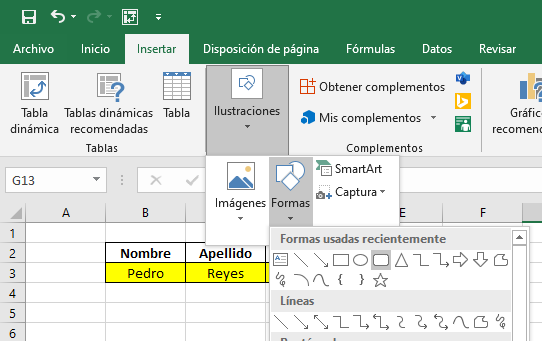 Archivo Inicio Insertar Disposición de página Fórmulas Datos Revisar
Tabla dinámica
Tablas dinámicas recomendadas
Tabla
Tablas
Ilustraciones
Obtener complementos
Mis complementos
Complementos
Gráfic
recomend
Imágenes
Formas
SmartArt
Captura
G13
A B E F
1
2 Nombre Apellido
3 Pedro Reyes
4
5
6
Formas usadas recientemente
Líneas